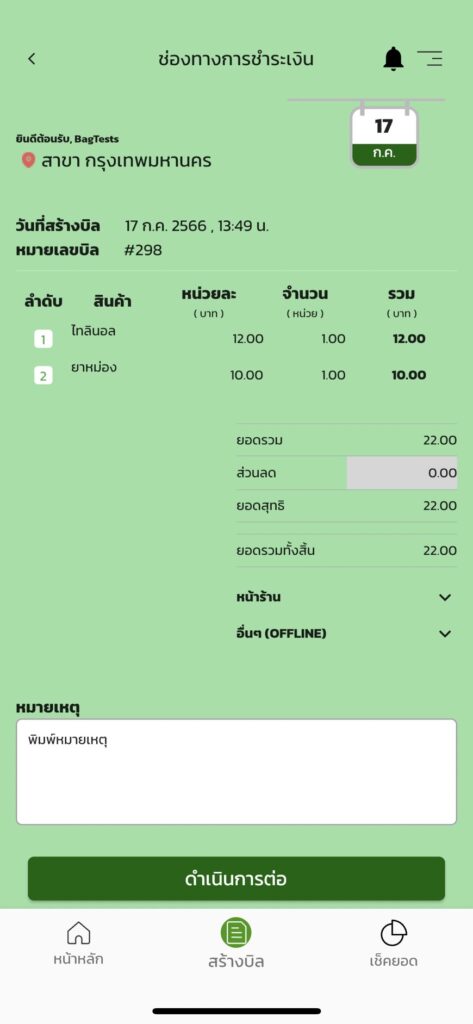 ช่องทางการชำระเงิน
17
ก.ค.
ยินดีต้อนรับ, BagTests
สาขา กรุงเทพมหานคร
วันที่สร้างบิล 17 ก.ค. 2566 , 13:49 น.
หมายเลขบิล #298
ลำดับ สินค้า หน่วยละ จำนวน รวม
( บาท ) ( หน่วย ) ( บาท )
1 ไทลินอล 12.00 1.00 12.00
2 ยาหม่อง 10.00 1.00 10.00
ยอดรวม 22.00
ส่วนลด 0.00
ยอดสุทธิ 22.00
ยอดรวมทั้งสิ้น 22.00
หน้าร้าน
อื่นๆ (OFFLINE)
หมายเหตุ
พิมพ์หมายเหตุ
ดำเนินการต่อ
หน้าหลัก สร้างบิล เช็คยอด